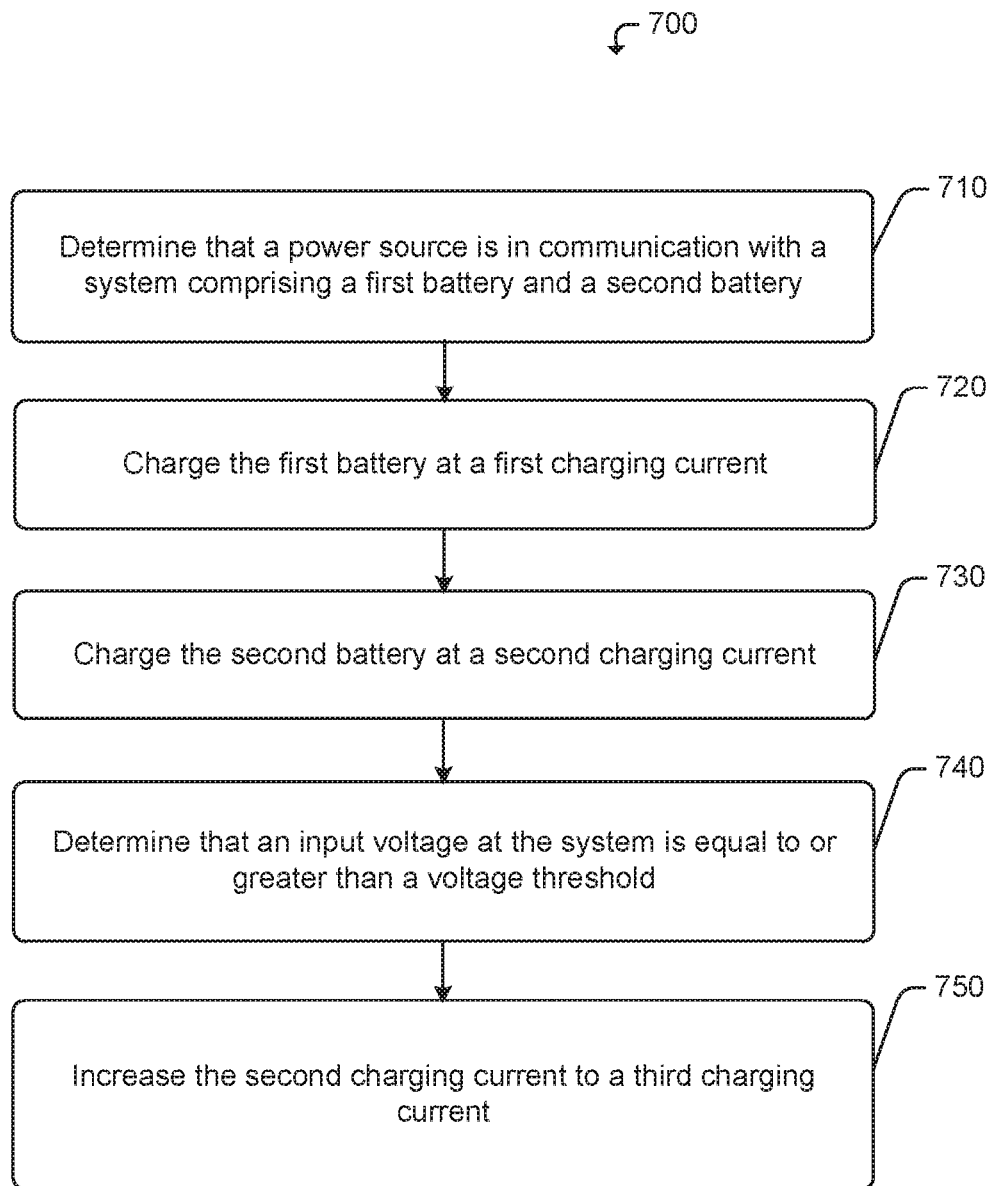 700
710
Determine that a power source is in communication with a
system comprising a first battery and a second battery
720
Charge the first battery at a first charging current
730
Charge the second battery at a second charging current
740
Determine that an input voltage at the system is equal to or
greater than a voltage threshold
750
Increase the second charging current to a third charging
current